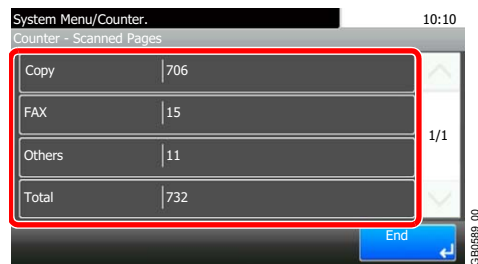 System Menu/Counter. 10:10
Counter - Scanned Pages
Copy 706
FAX 15
1/1
Others 11
Total 732
End
GB0589_00